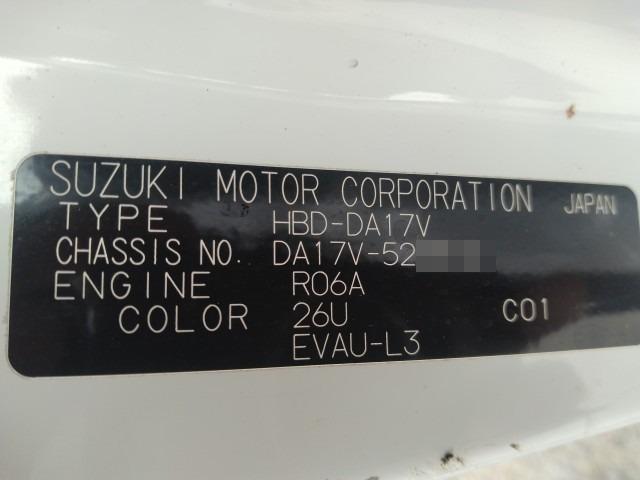 SUZUKI MOTOR CORPORATION JAPAN
TYPE HBD-DA17V
CHASSIS NO. DA17V-52
ENGINE R06A
COLOR 26U C01
EVAU-L3